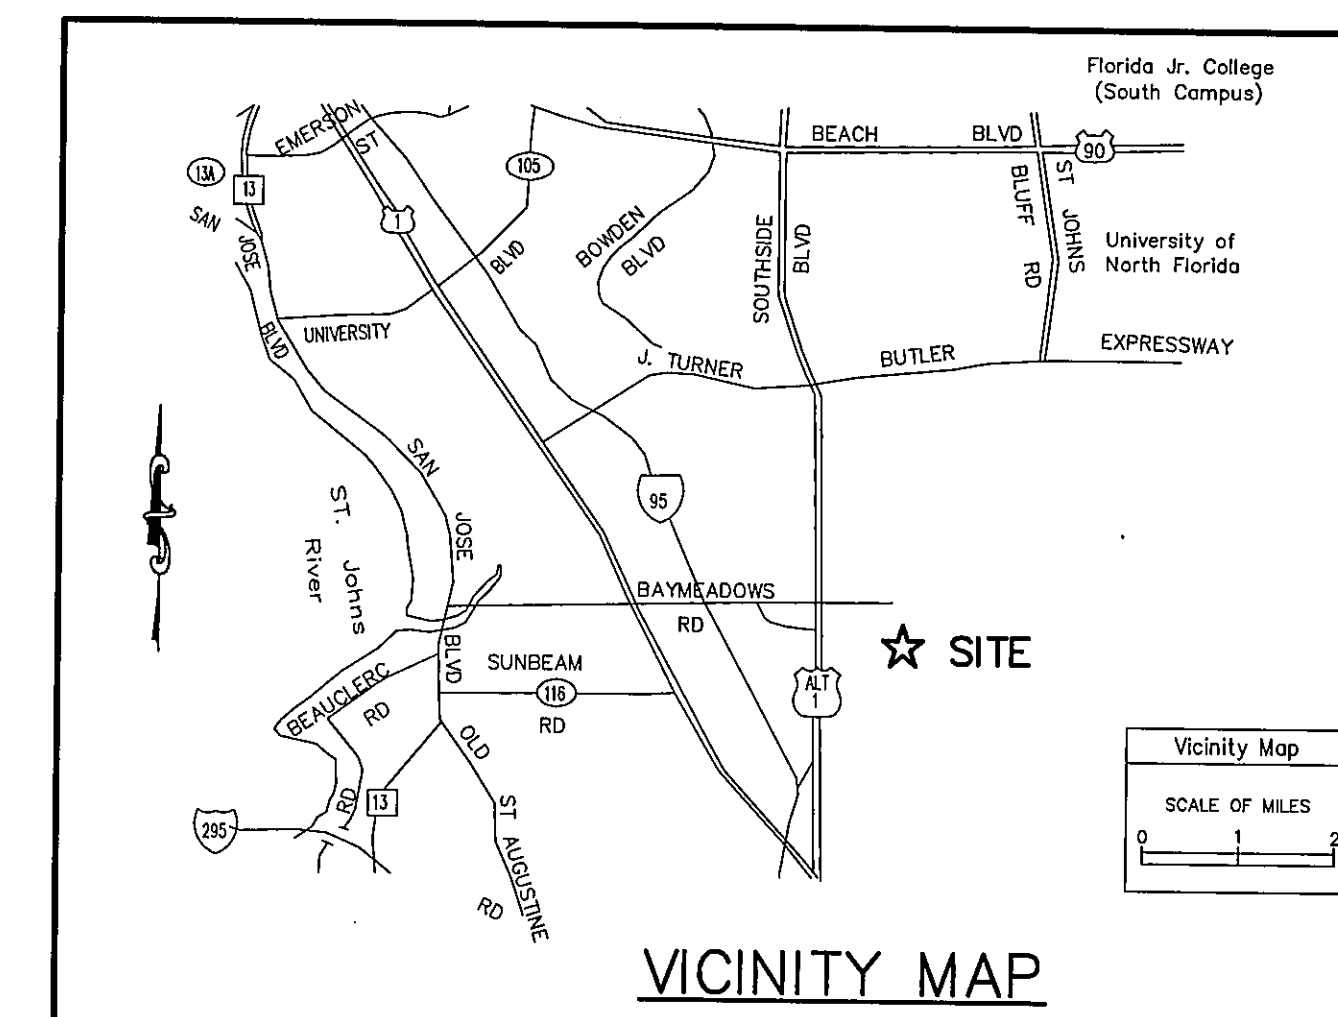 Florida Jr. College
(South Campus)
EMERSON
ST
BEACH BLVD
90
13A
13
105
1
SAN
JOSE
BLVD
BLVD
BOWDEN
BLVD
SOUTHSIDE
BLVD
ST JOHNS
BLUFF RD
University of
North Florida
UNIVERSITY
J. TURNER BUTLER EXPRESSWAY
SAN
JOSE
BLVD
95
ST. Johns
River
BAYMEADOWS
RD
SITE
SUNBEAM
116
RD
ALT
1
BEAUCLERC
RD
OLD
ST AUGUSTINE
RD
RD
13
295
Vicinity Map
SCALE OF MILES
0 1 2
VICINITY MAP